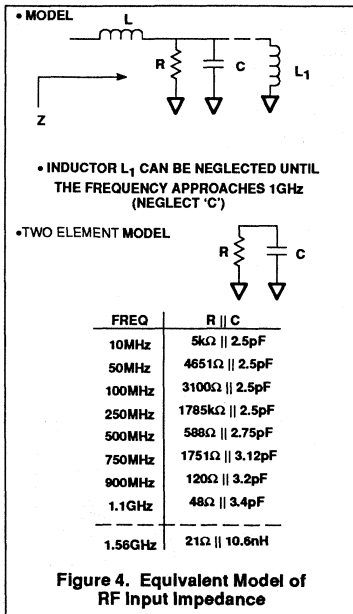 • MODEL
L
R
C
L1
Z
• INDUCTOR L1 CAN BE NEGLECTED UNTIL
THE FREQUENCY APPROACHES 1GHz
(NEGLECT 'C')
•TWO ELEMENT MODEL
R
C
FREQ R || C
10MHz 5kΩ || 2.5pF
50MHz 4651Ω || 2.5pF
100MHz 3100Ω || 2.5pF
250MHz 1785kΩ || 2.5pF
500MHz 588Ω || 2.75pF
750MHz 1751Ω || 3.12pF
900MHz 120Ω || 3.2pF
1.1GHz 48Ω || 3.4pF
1.56GHz 21Ω || 10.6nH
Figure 4. Equivalent Model of
RF Input Impedance